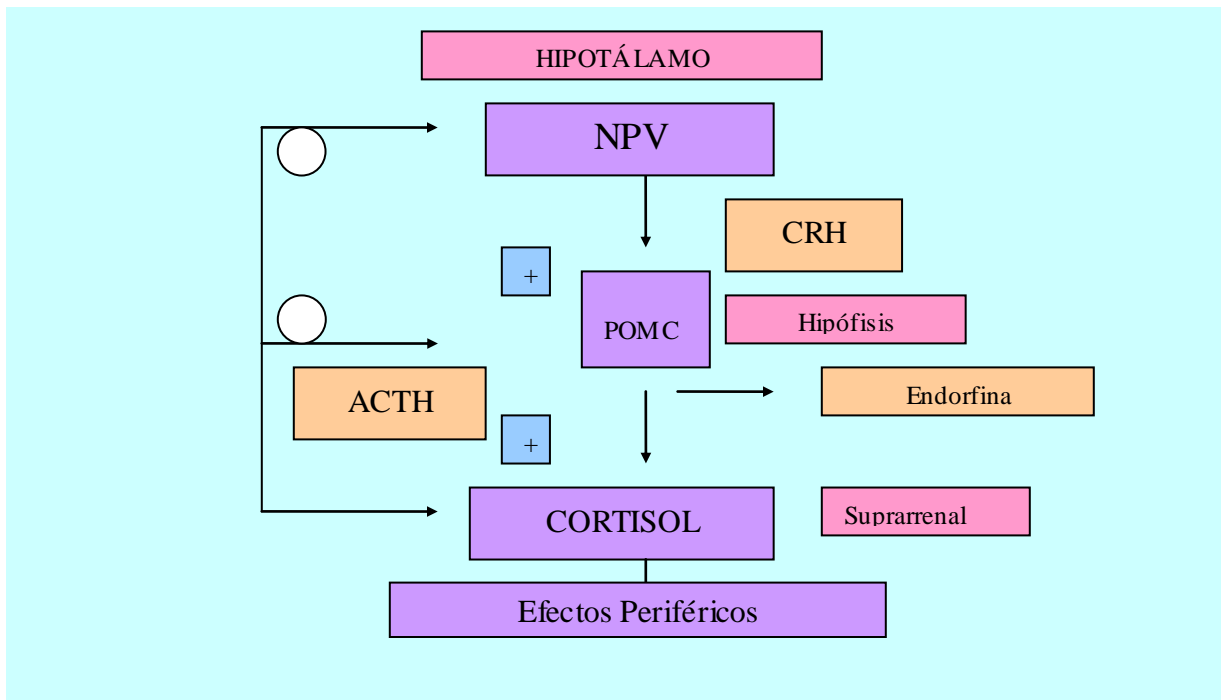 HIPOTÁLAMO
NPV
CRH
+
POMC
Hipófisis
ACTH
Endorfina
+
CORTISOL
Suprarrenal
Efectos Periféricos